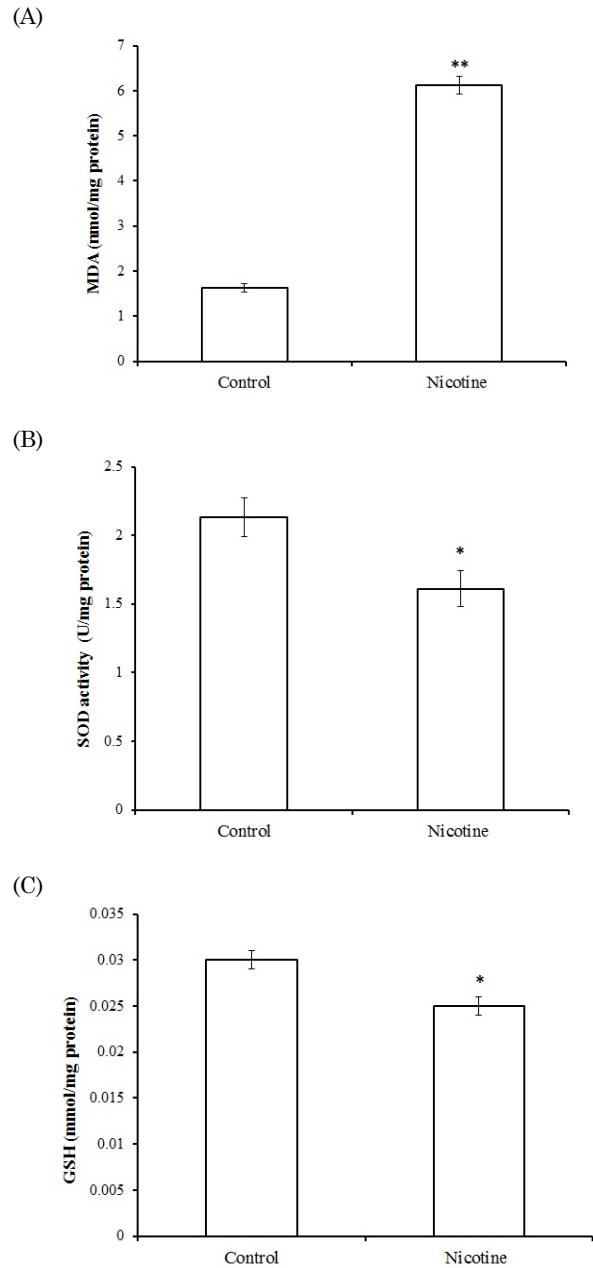 (A)
7
**
6
5
4
3
2
1
0
MDA (nmol/mg protein)
Control Nicotine
(B)
2.5
2
*
1.5
1
0.5
0
SOD activity (U/mg protein)
Control Nicotine
(C)
0.035
0.03
*
0.025
0.02
0.015
0.01
0.005
0
GSH (mmol/mg protein)
Control Nicotine